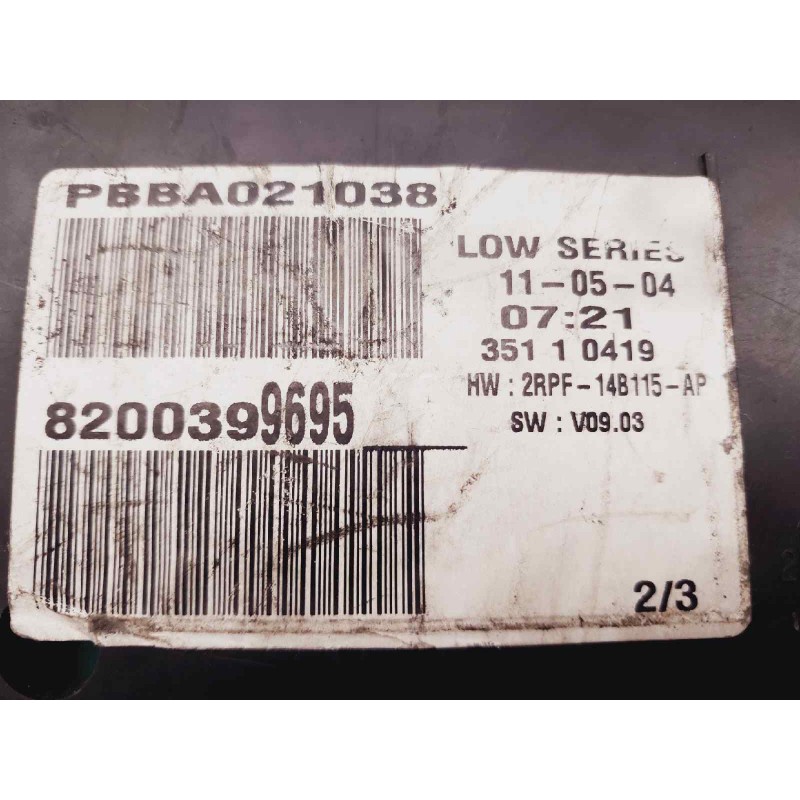 PBBA021038
LOW SERIES
11-05-04
07:21
351 1 0419
HW : 2RPF-14B115-AP
8200399695
SW : V09.03
2/3